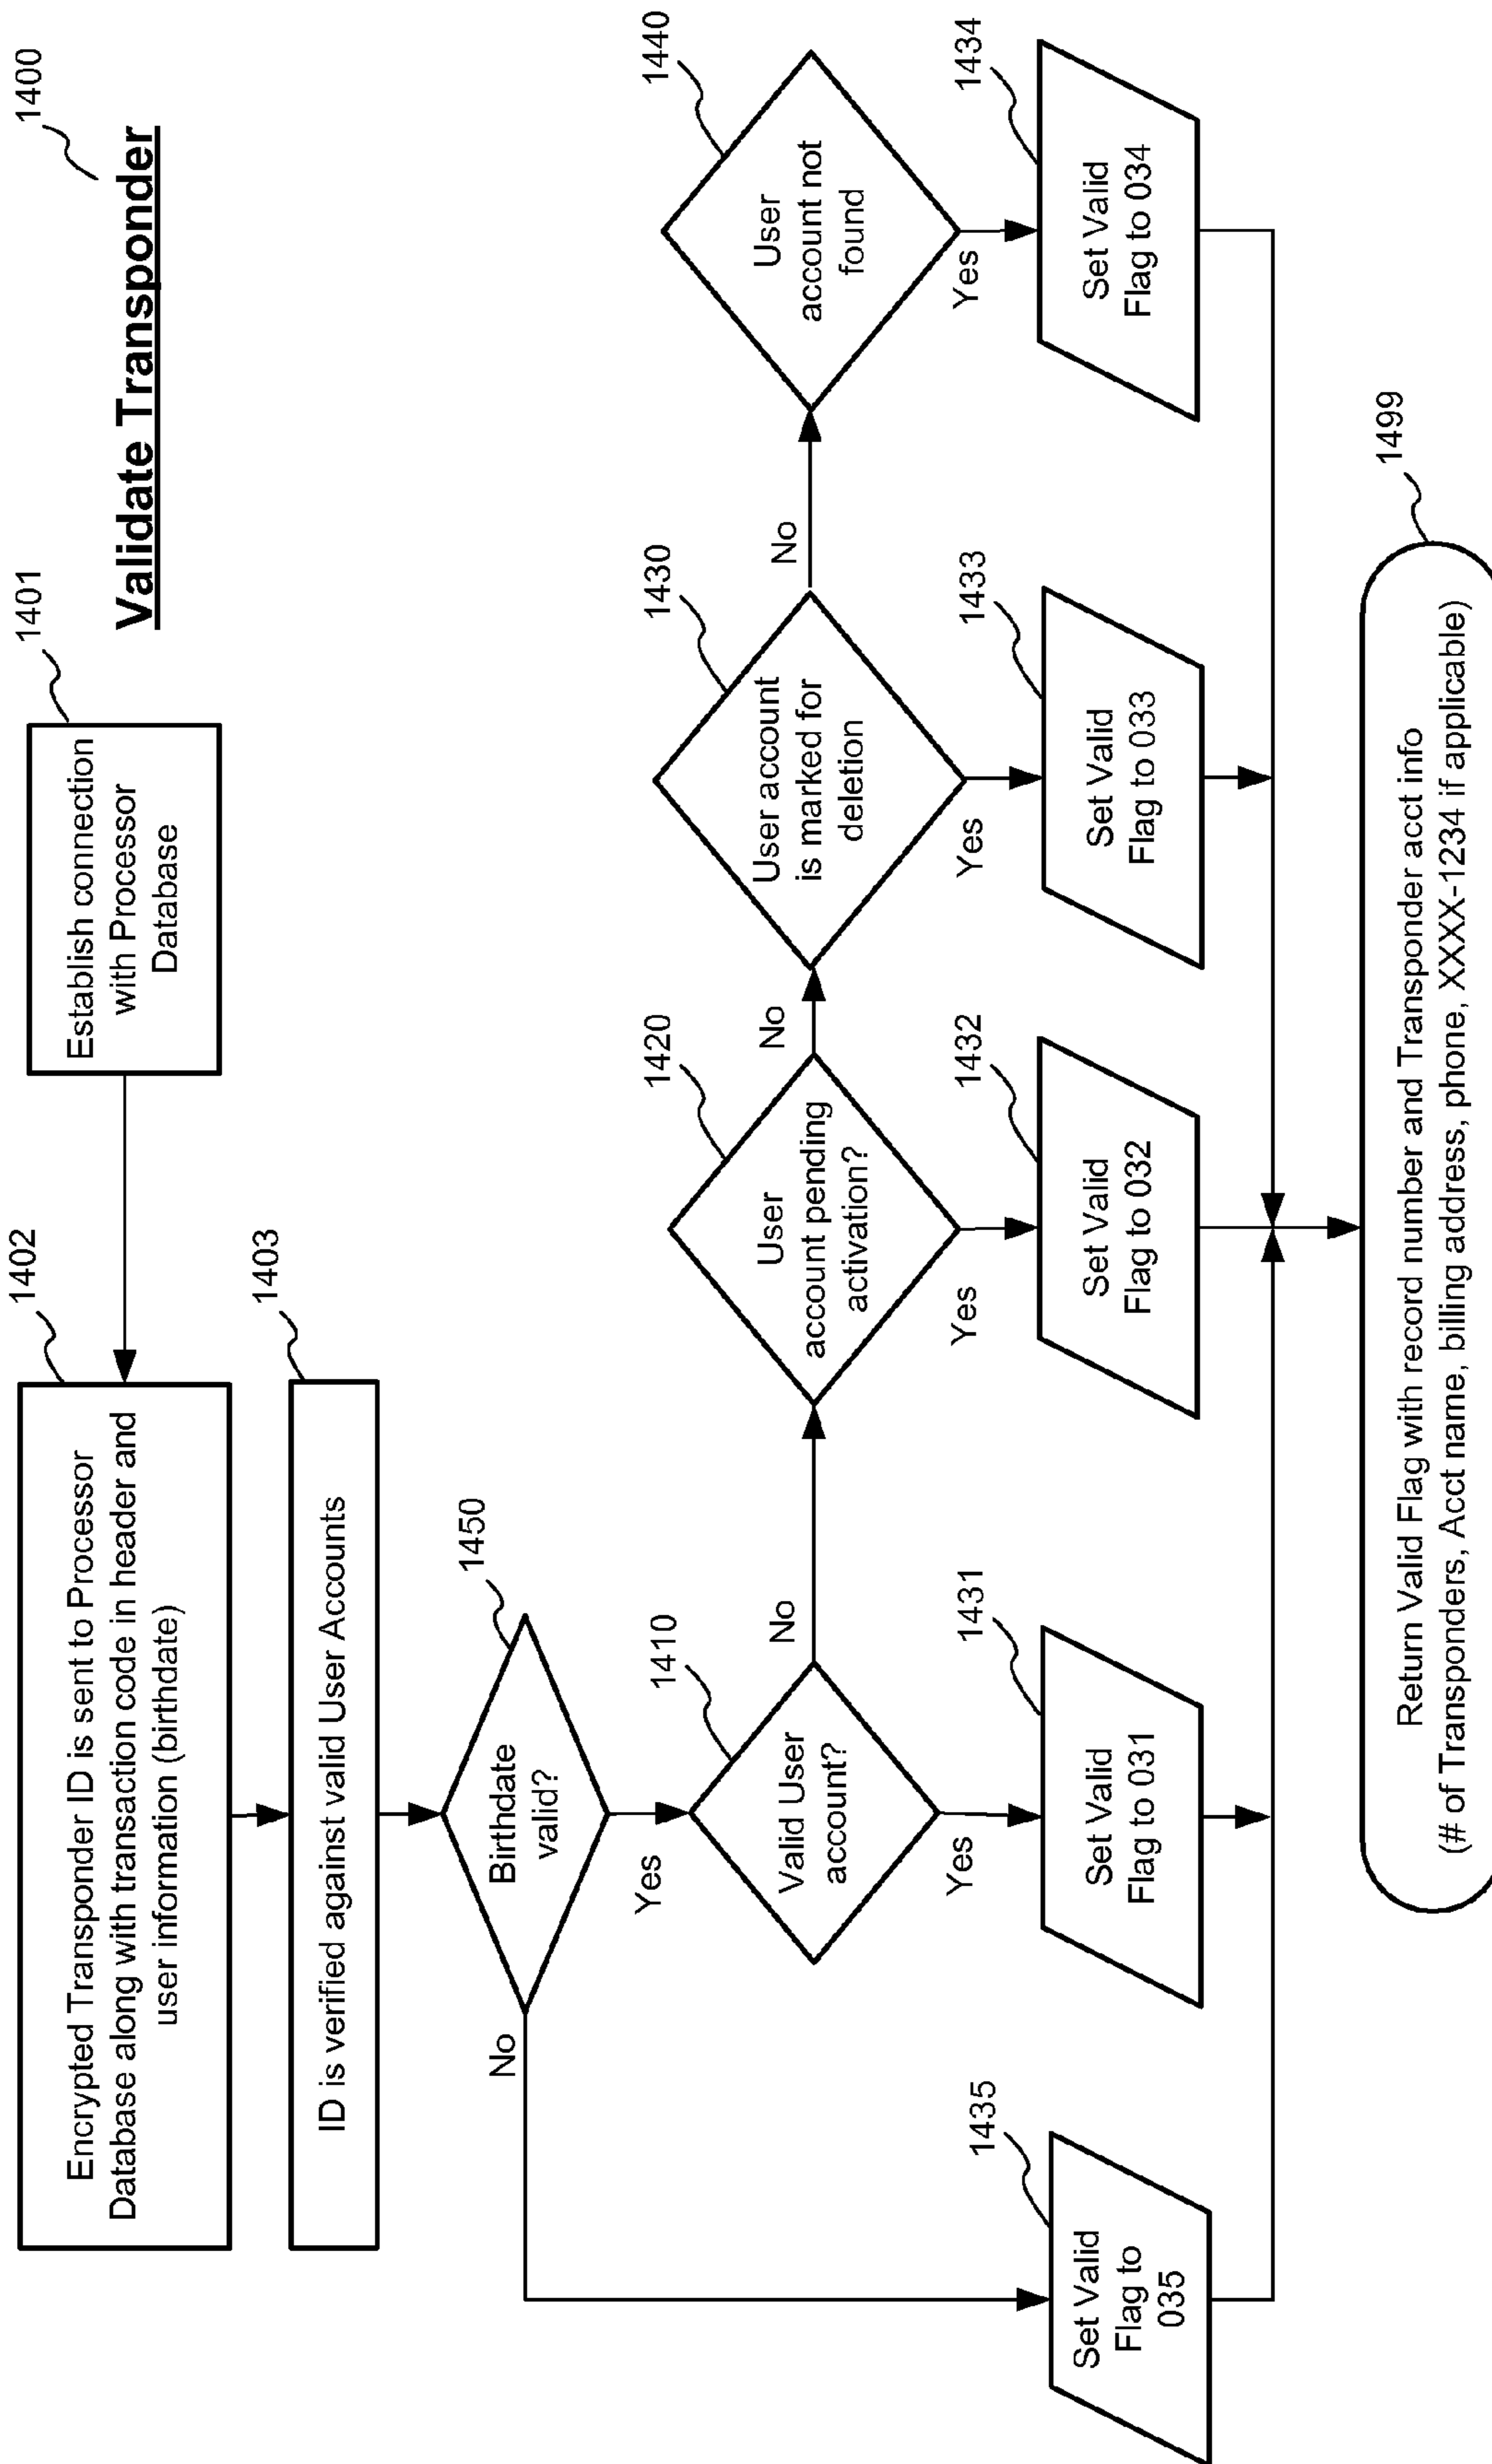 1400
Validate Transponder
1401
Establish connection
with Processor
Database
1402
Encrypted Transponder ID is sent to Processor
Database along with transaction code in header and
user information (birthdate)
1403
ID is verified against valid User Accounts
1450
Birthdate
valid?
No
Yes
1410
Valid User
account?
No
Yes
1420
User
account pending
activation?
No
Yes
1430
User account
is marked for
deletion
No
Yes
1440
User
account not
found
Yes
1435
Set Valid
Flag to
035
1431
Set Valid
Flag to 031
1432
Set Valid
Flag to 032
1433
Set Valid
Flag to 033
1434
Set Valid
Flag to 034
1499
Return Valid Flag with record number and Transponder acct info
(# of Transponders, Acct name, billing address, phone, XXXX-1234 if applicable)